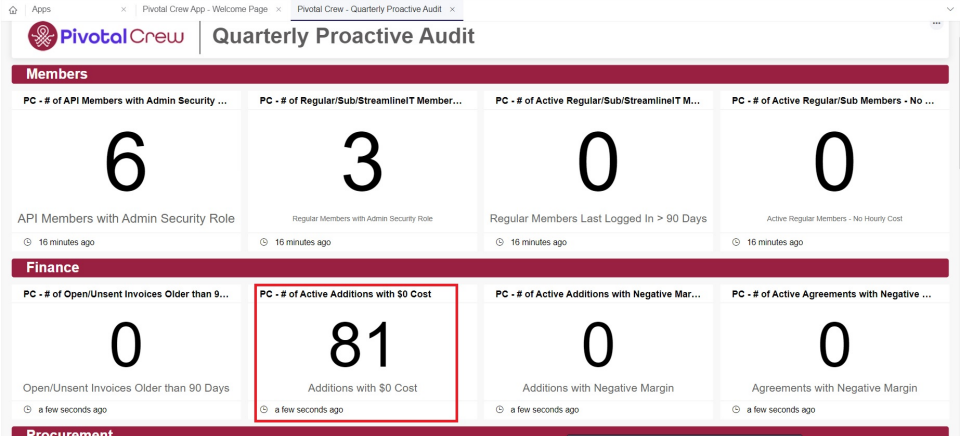 Apps ×
Pivotal Crew App - Welcome Page ×
Pivotal Crew - Quarterly Proactive Audit ×
Pivotal Crew
Quarterly Proactive Audit
Members
PC - # of API Members with Admin Security ...
PC - # of Regular/Sub/StreamlineIT Member...
PC - # of Active Regular/Sub/StreamlineIT M...
PC - # of Active Regular/Sub Members - No ...
6
3
0
0
API Members with Admin Security Role
Regular Members with Admin Security Role
Regular Members Last Logged In > 90 Days
Active Regular Members - No Hourly Cost
16 minutes ago
16 minutes ago
16 minutes ago
16 minutes ago
Finance
PC - # of Open/Unsent Invoices Older than 9...
PC - # of Active Additions with $0 Cost
PC - # of Active Additions with Negative Mar...
PC - # of Active Agreements with Negative ...
0
81
0
0
Open/Unsent Invoices Older than 90 Days
Additions with $0 Cost
Additions with Negative Margin
Agreements with Negative Margin
a few seconds ago
a few seconds ago
a few seconds ago
a few seconds ago
Procurement